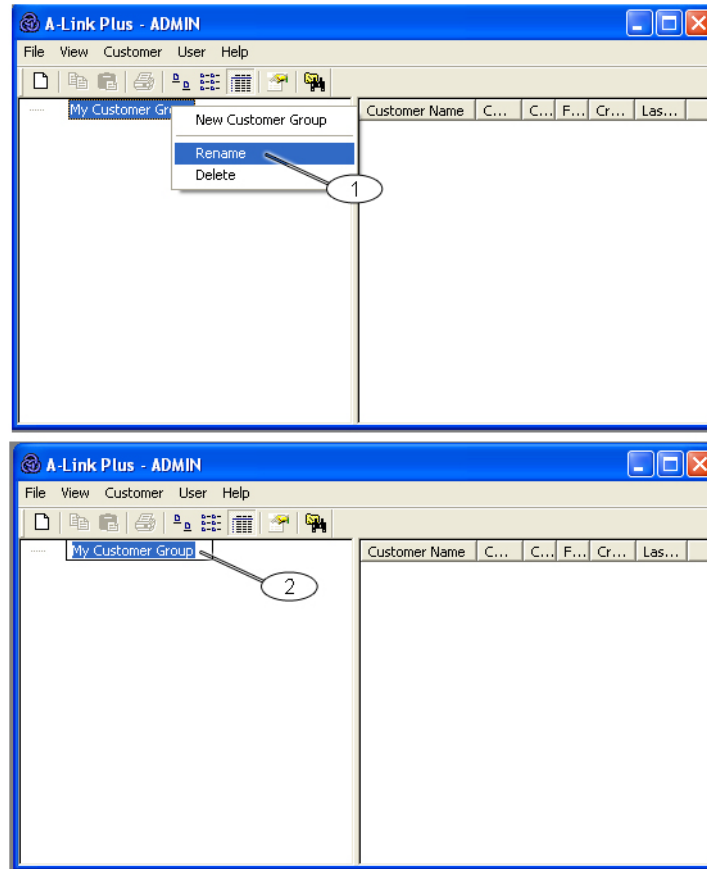 A-Link Plus - ADMIN
File View Customer User Help
My Customer Gr
Customer Name C... C... F... Cr... Las...
New Customer Group
Rename
Delete
1
A-Link Plus - ADMIN
File View Customer User Help
My Customer Group
Customer Name C... C... F... Cr... Las...
2